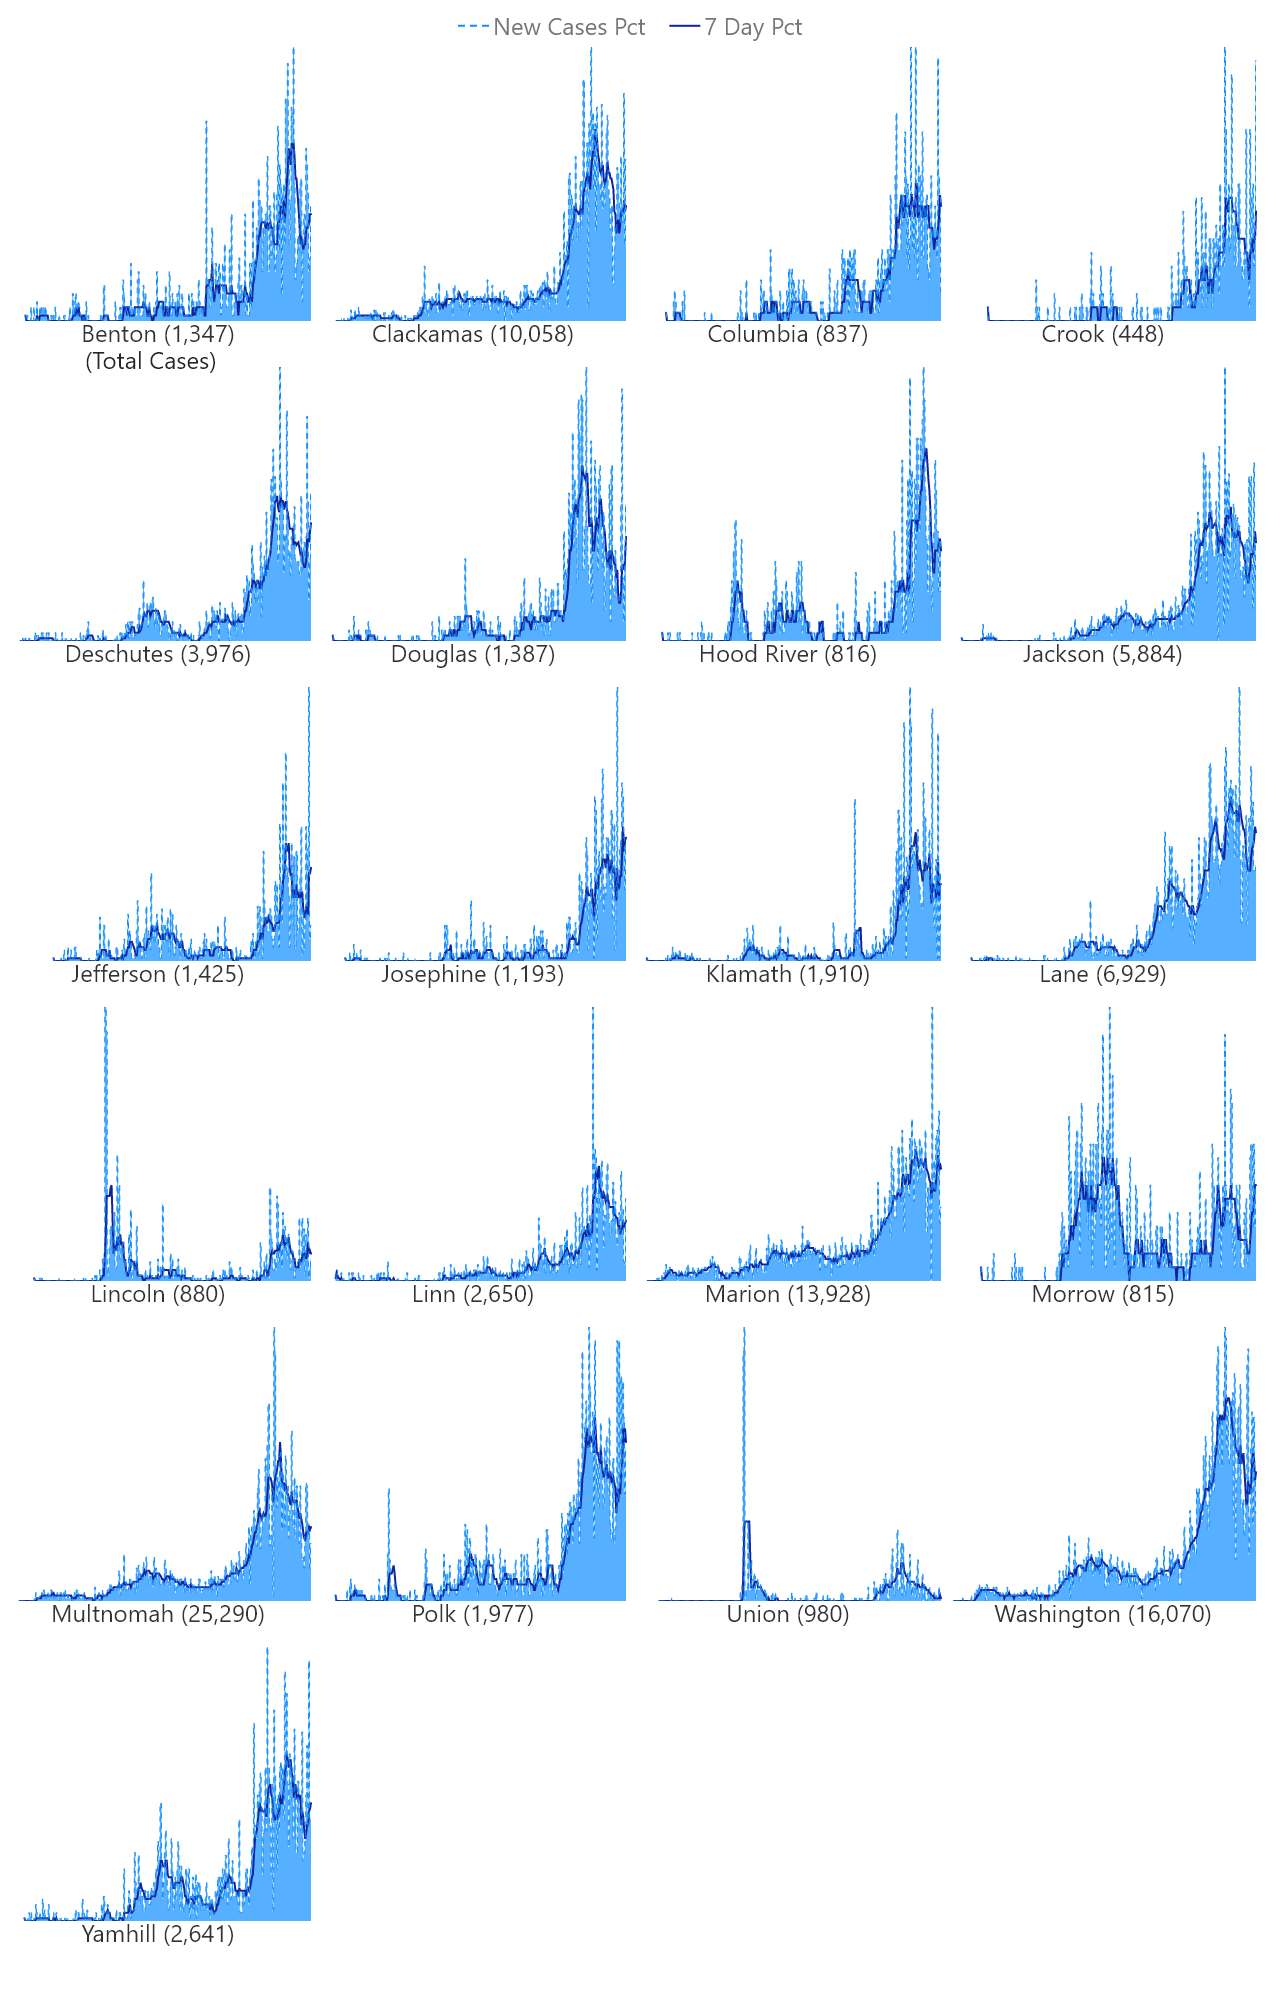 New Cases Pct 7 Day Pct
Benton (1,347) Clackamas (10,058) Columbia (837) Crook (448)
(Total Cases)
Deschutes (3,976) Douglas (1,387) Hood River (816) Jackson (5,884)
Jefferson (1,425) Josephine (1,193) Klamath (1,910) Lane (6,929)
Lincoln (880) Linn (2,650) Marion (13,928) Morrow (815)
Multnomah (25,290) Polk (1,977) Union (980) Washington (16,070)
Yamhill (2,641)